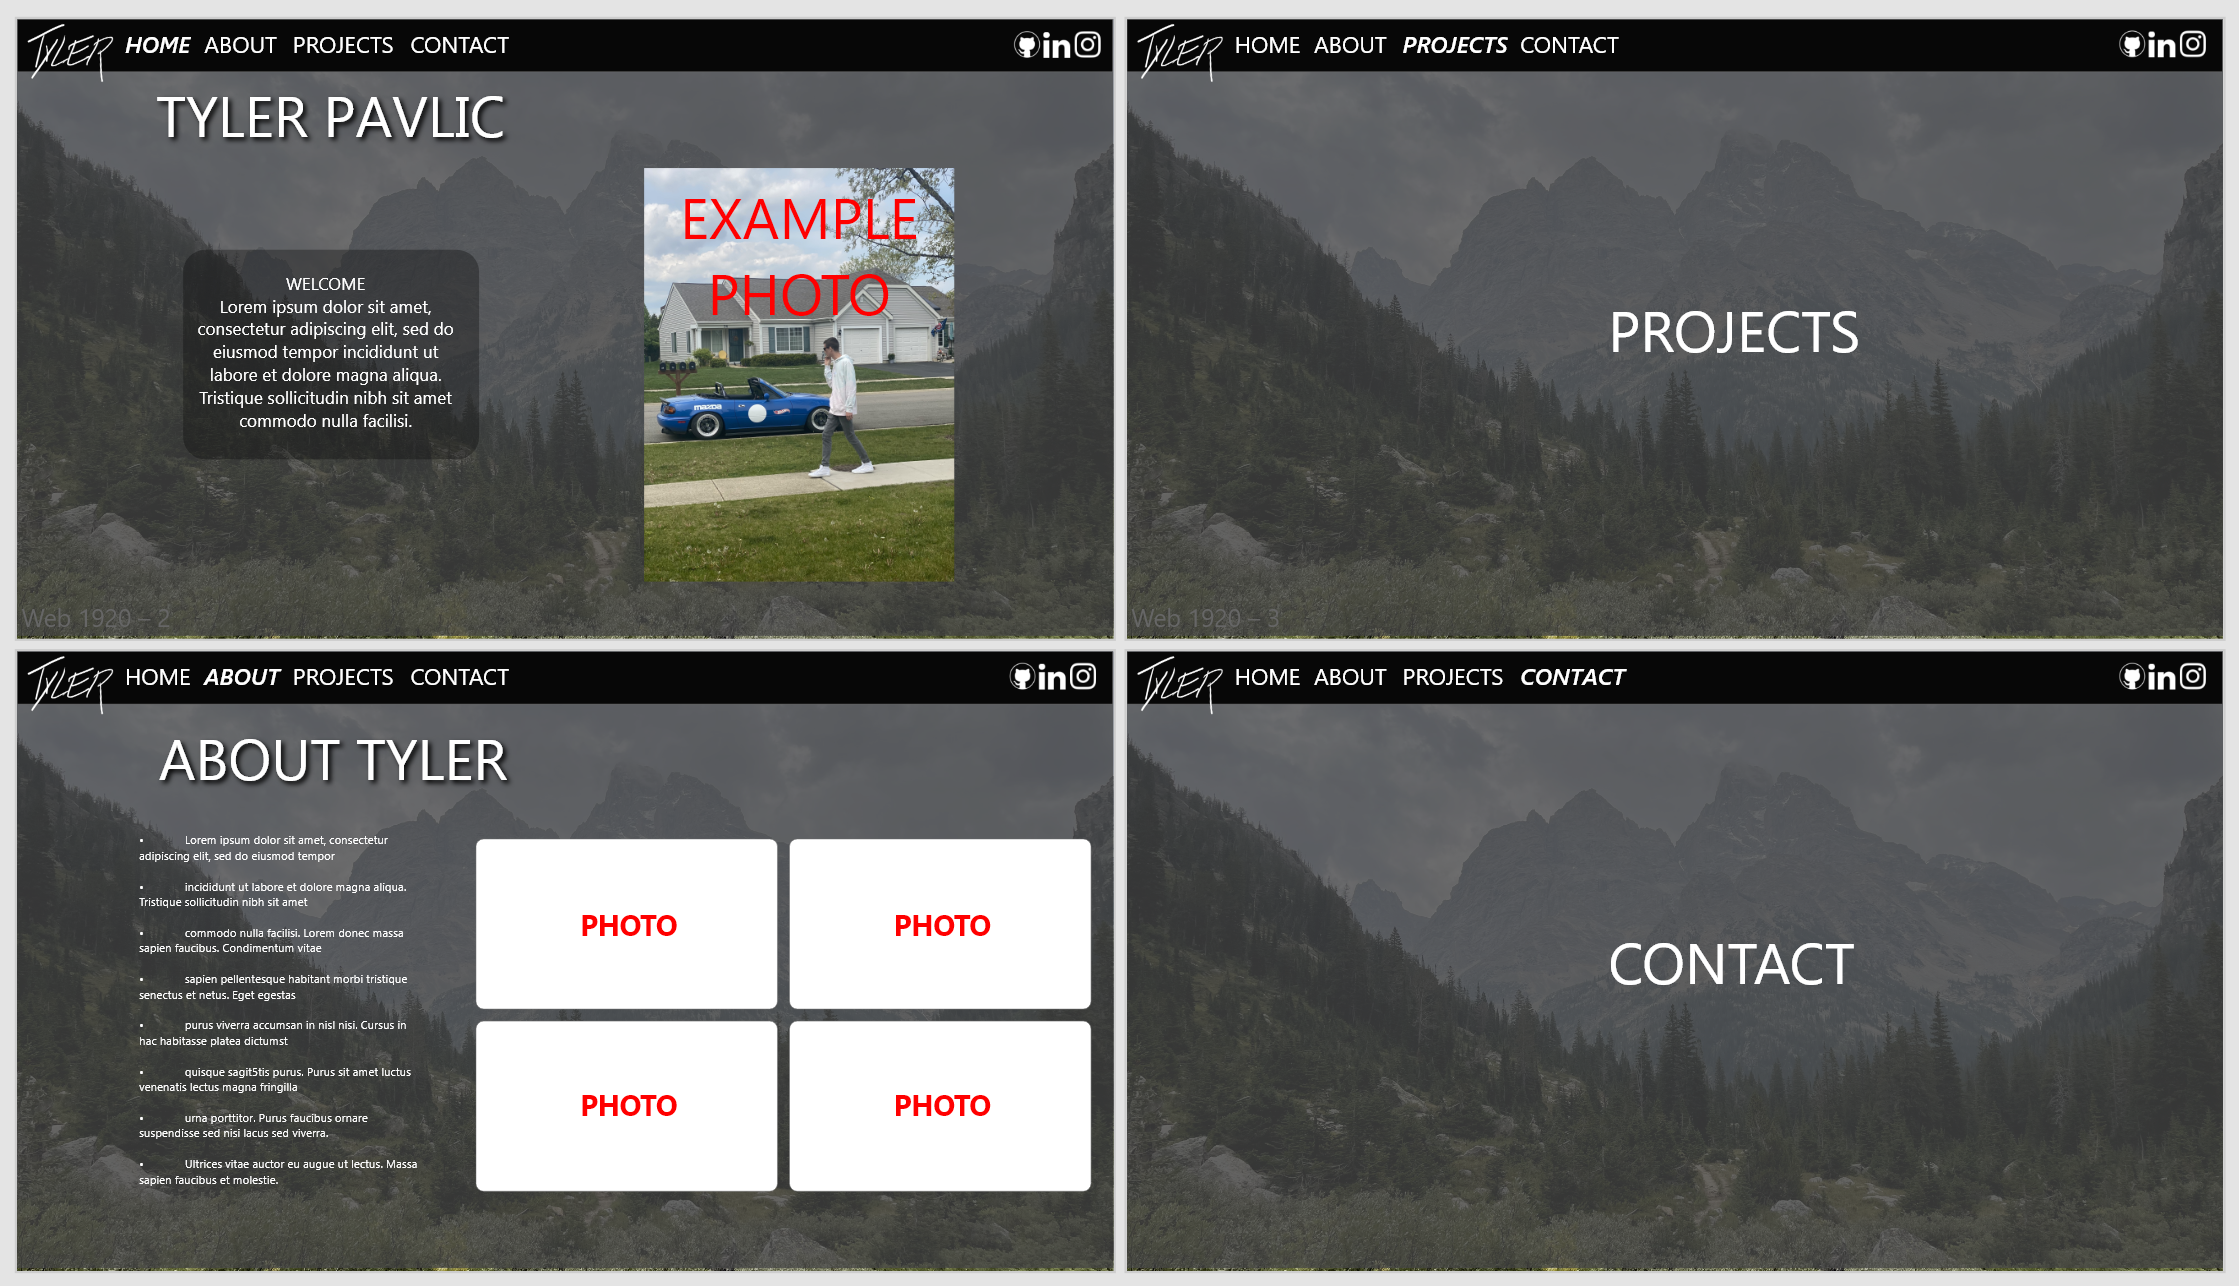 TYLER HOME ABOUT PROJECTS CONTACT in
TYLER PAVLIC
WELCOME
Lorem ipsum dolor sit amet,
consectetur adipiscing elit, sed do
eiusmod tempor incididunt ut
labore et dolore magna aliqua.
Tristique sollicitudin nibh sit amet
commodo nulla facilisi.
EXAMPLE
PHOTO
mazda
Web 1920 – 2
TYLER HOME ABOUT PROJECTS CONTACT in
PROJECTS
Web 1920 – 3
TYLER HOME ABOUT PROJECTS CONTACT in
ABOUT TYLER
• Lorem ipsum dolor sit amet, consectetur
adipiscing elit, sed do eiusmod tempor
• incididunt ut labore et dolore magna aliqua.
Tristique sollicitudin nibh sit amet
• commodo nulla facilisi. Lorem donec massa
sapien faucibus. Condimentum vitae
• sapien pellentesque habitant morbi tristique
senectus et netus. Eget egestas
• purus viverra accumsan in nisl nisi. Cursus in
hac habitasse platea dictumst
• quisque sagit5tis purus. Purus sit amet luctus
venenatis lectus magna fringilla
• urna porttitor. Purus faucibus ornare
suspendisse sed nisi lacus sed viverra.
• Ultrices vitae auctor eu augue ut lectus. Massa
sapien faucibus et molestie.
PHOTO
PHOTO
PHOTO
PHOTO
TYLER HOME ABOUT PROJECTS CONTACT in
CONTACT